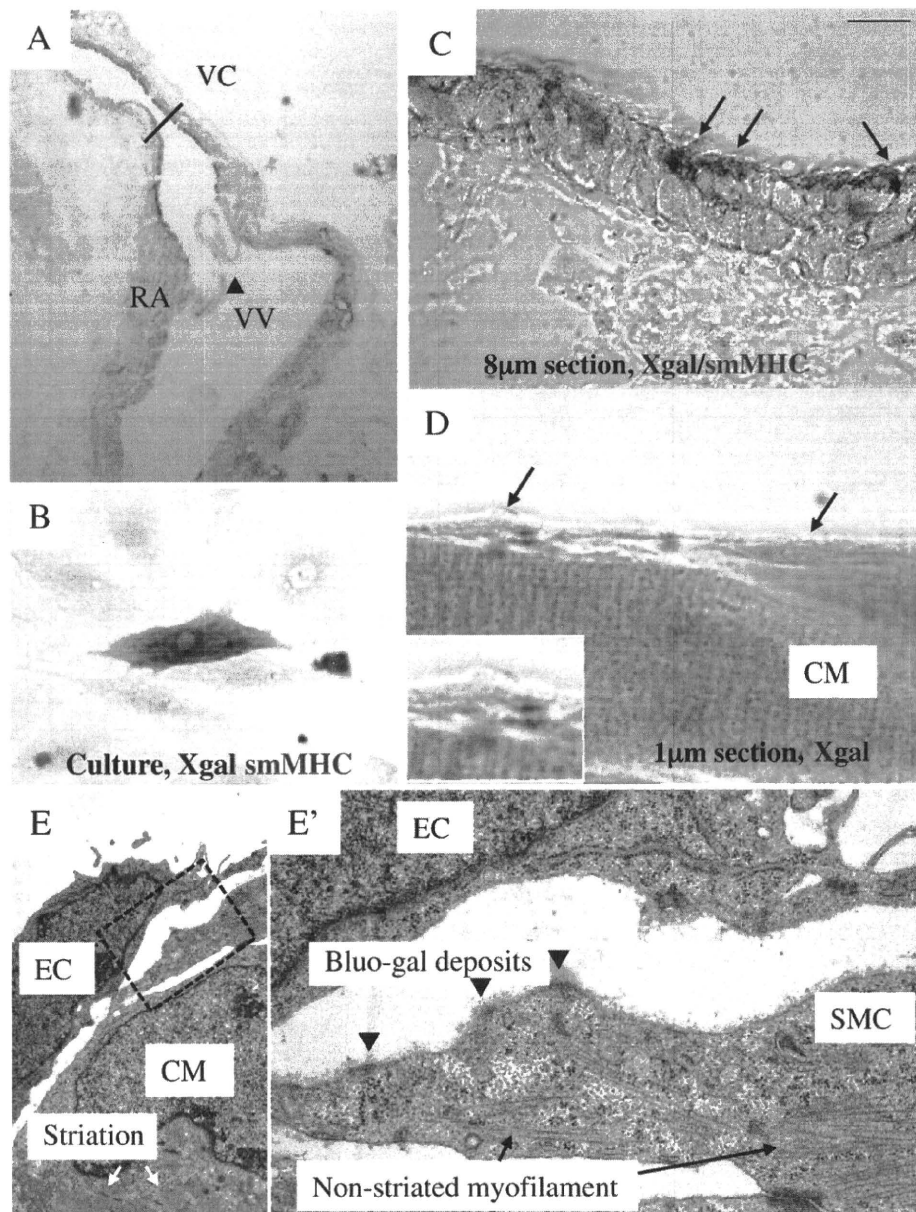 A
VC
RA
VV
B
Culture, Xgal smMHC
C
8µm section, Xgal/smMHC
D
CM
1µm section, Xgal
E
EC
CM
Striation
E'
EC
Bluo-gal deposits
SMC
Non-striated myofilament